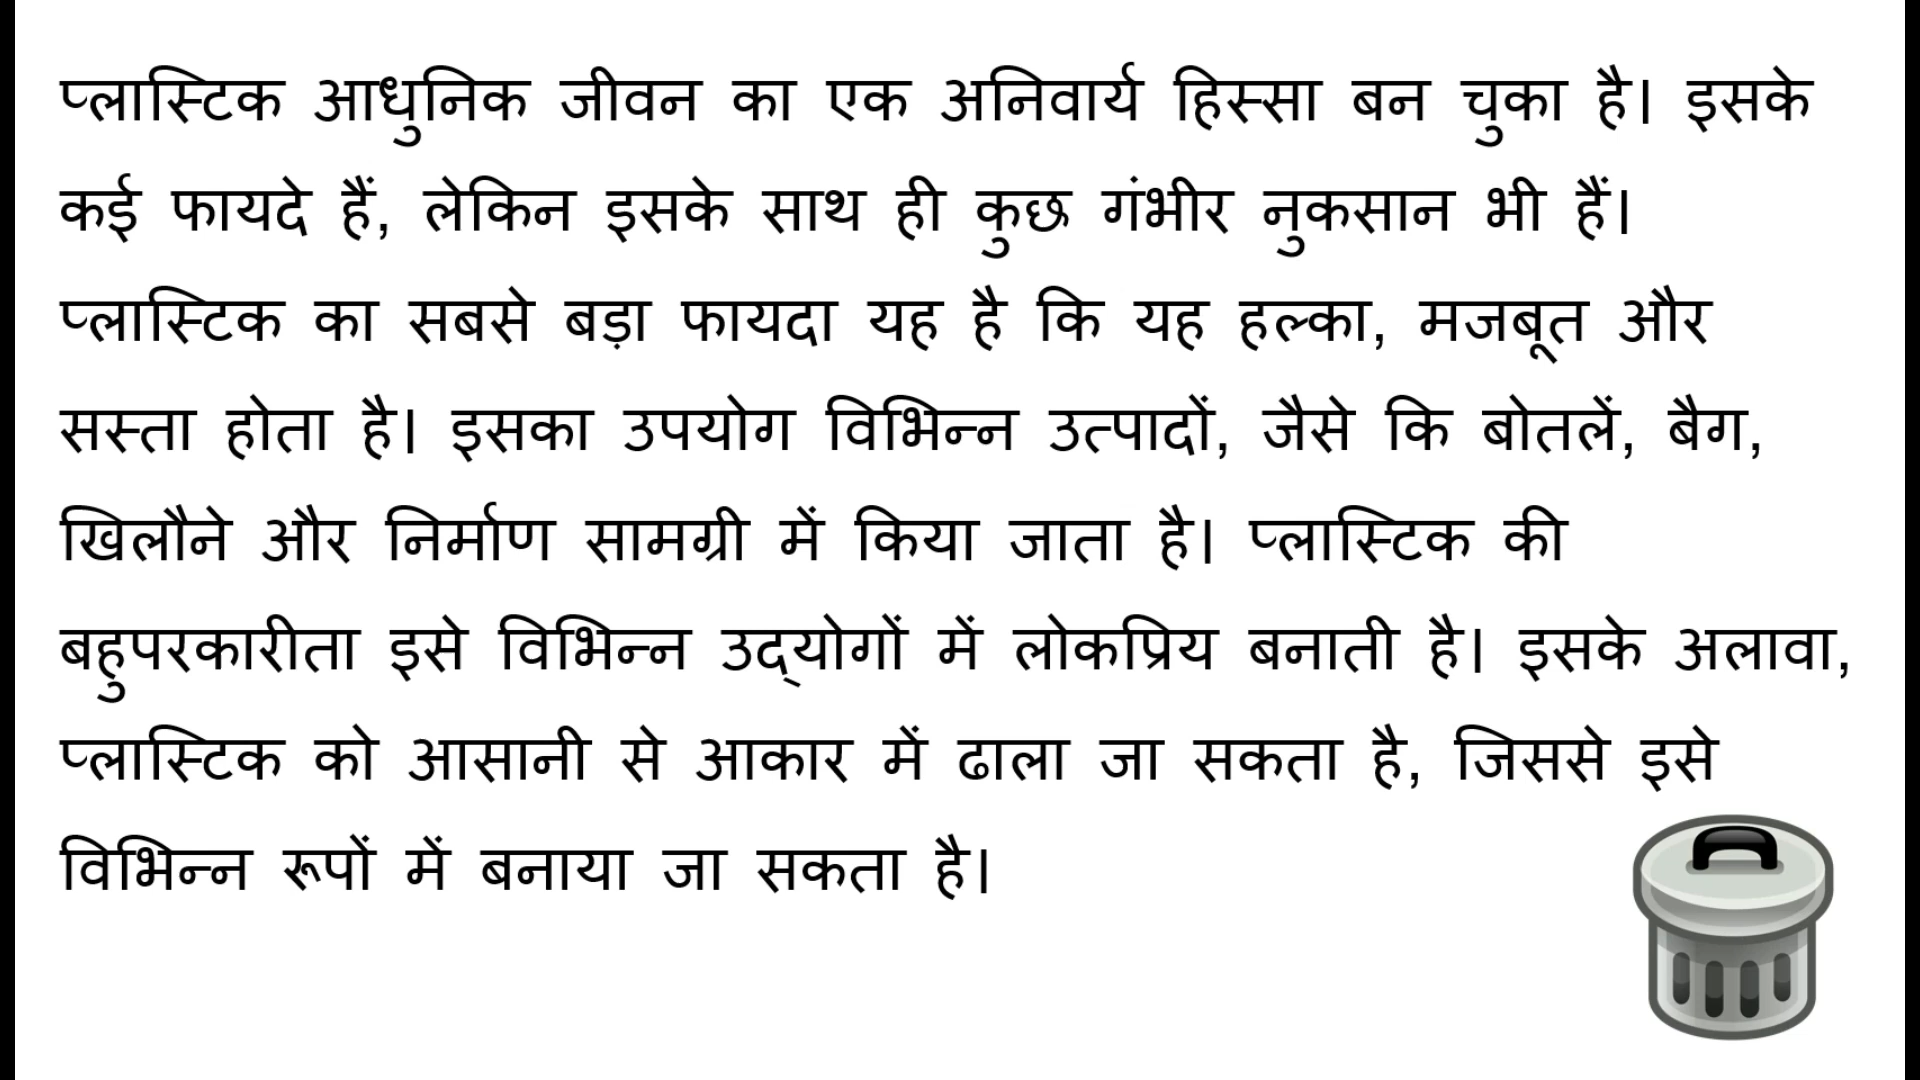 प्लास्टिक आधुनिक जीवन का एक अनिवार्य हिस्सा बन चुका है। इसके
कई फायदे हैं, लेकिन इसके साथ ही कुछ गंभीर नुकसान भी हैं।
प्लास्टिक का सबसे बड़ा फायदा यह है कि यह हल्का, मजबूत और
सस्ता होता है। इसका उपयोग विभिन्न उत्पादों, जैसे कि बोतलें, बैग,
खिलौने और निर्माण सामग्री में किया जाता है। प्लास्टिक की
बहुपरकारीता इसे विभिन्न उद्योगों में लोकप्रिय बनाती है। इसके अलावा,
प्लास्टिक को आसानी से आकार में ढाला जा सकता है, जिससे इसे
विभिन्न रूपों में बनाया जा सकता है।